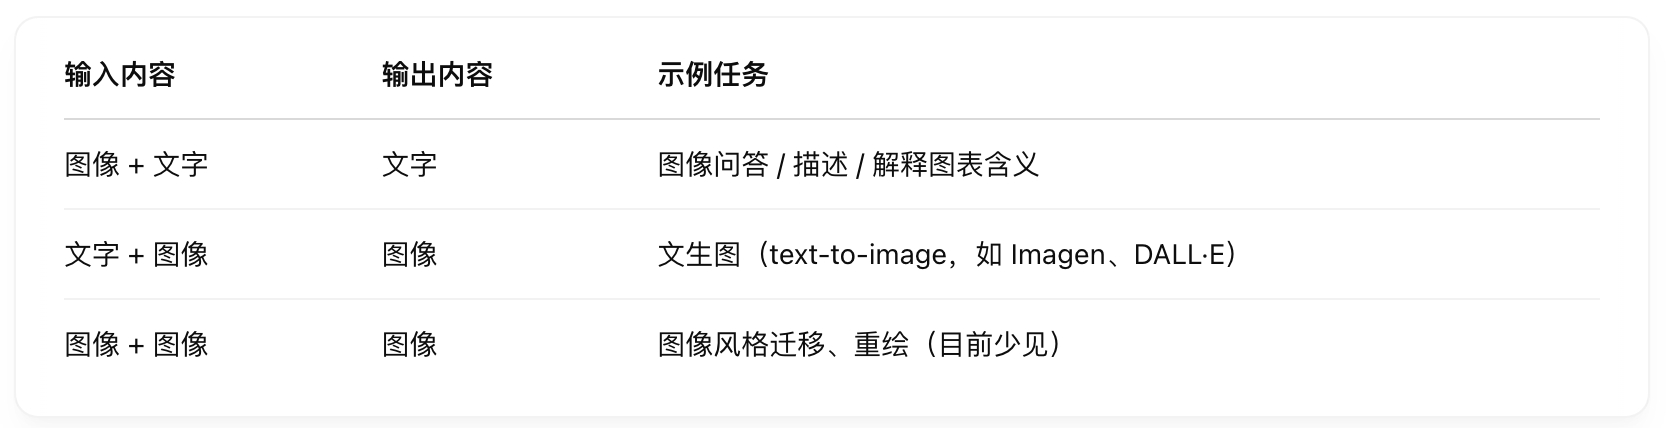 输入内容 输出内容 示例任务
图像 + 文字 文字 图像问答 / 描述 / 解释图表含义
文字 + 图像 图像 文生图（text-to-image，如 Imagen、DALL·E）
图像 + 图像 图像 图像风格迁移、重绘（目前少见）